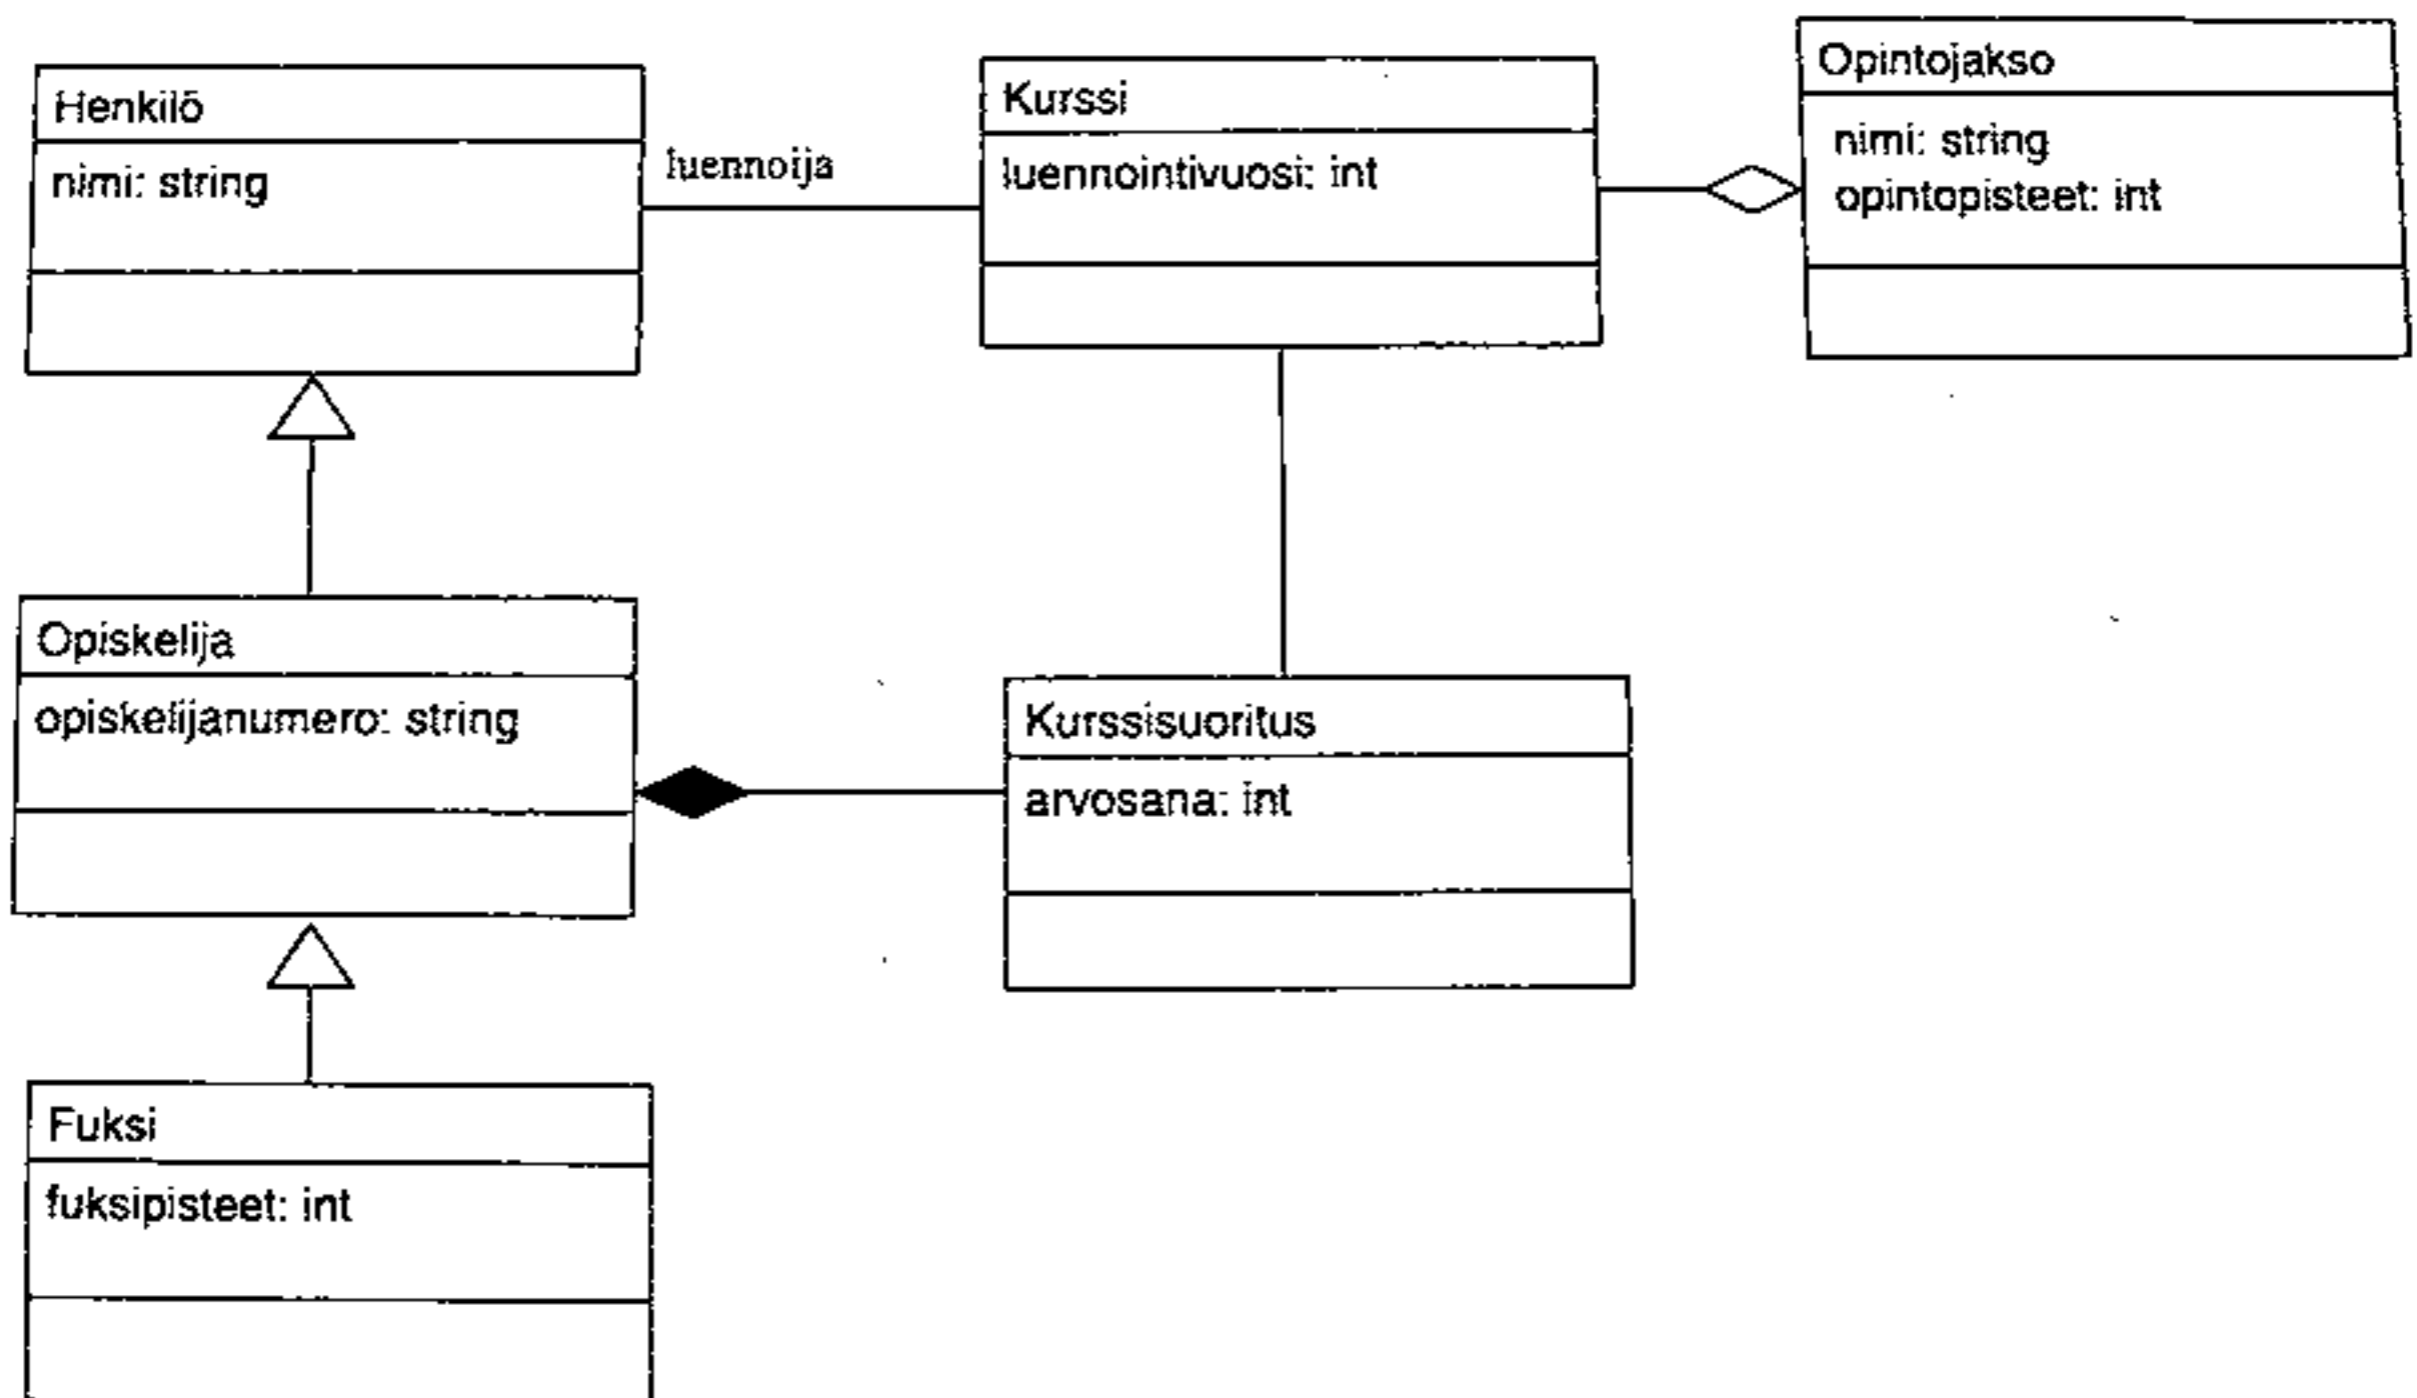 Henkilö
nimi: string
luennoija
Kurssi
luennointivuosi: int
Opintojakso
nimi: string
opintopisteet: int
Opiskelija
opiskelijanumero: string
Kurssisuoritus
arvosana: int
Fuksi
fuksipisteet: int